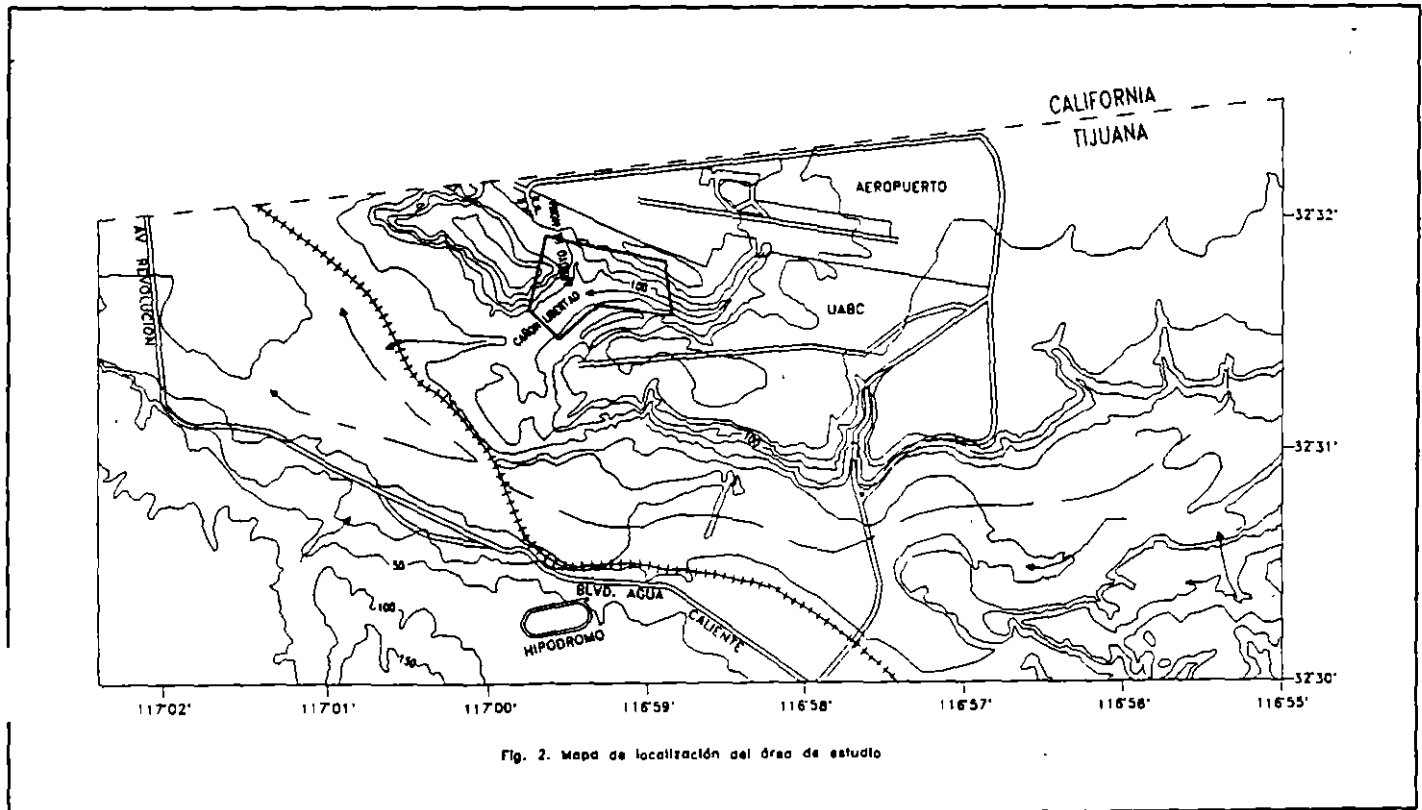 CALIFORNIA
TIJUANA
AEROPUERTO
32°32'
AV REVOLUCION
100
CAÑON LIBERTAD
UABC
100
32°31'
50
BLVD. AGUA
CALIENTE
100
HIPODROMO
150
32°30'
117°02'
117°01'
117°00'
116°59'
116°58'
116°57'
116°56'
116°55'
Fig. 2. Mapa de localización del área de estudio